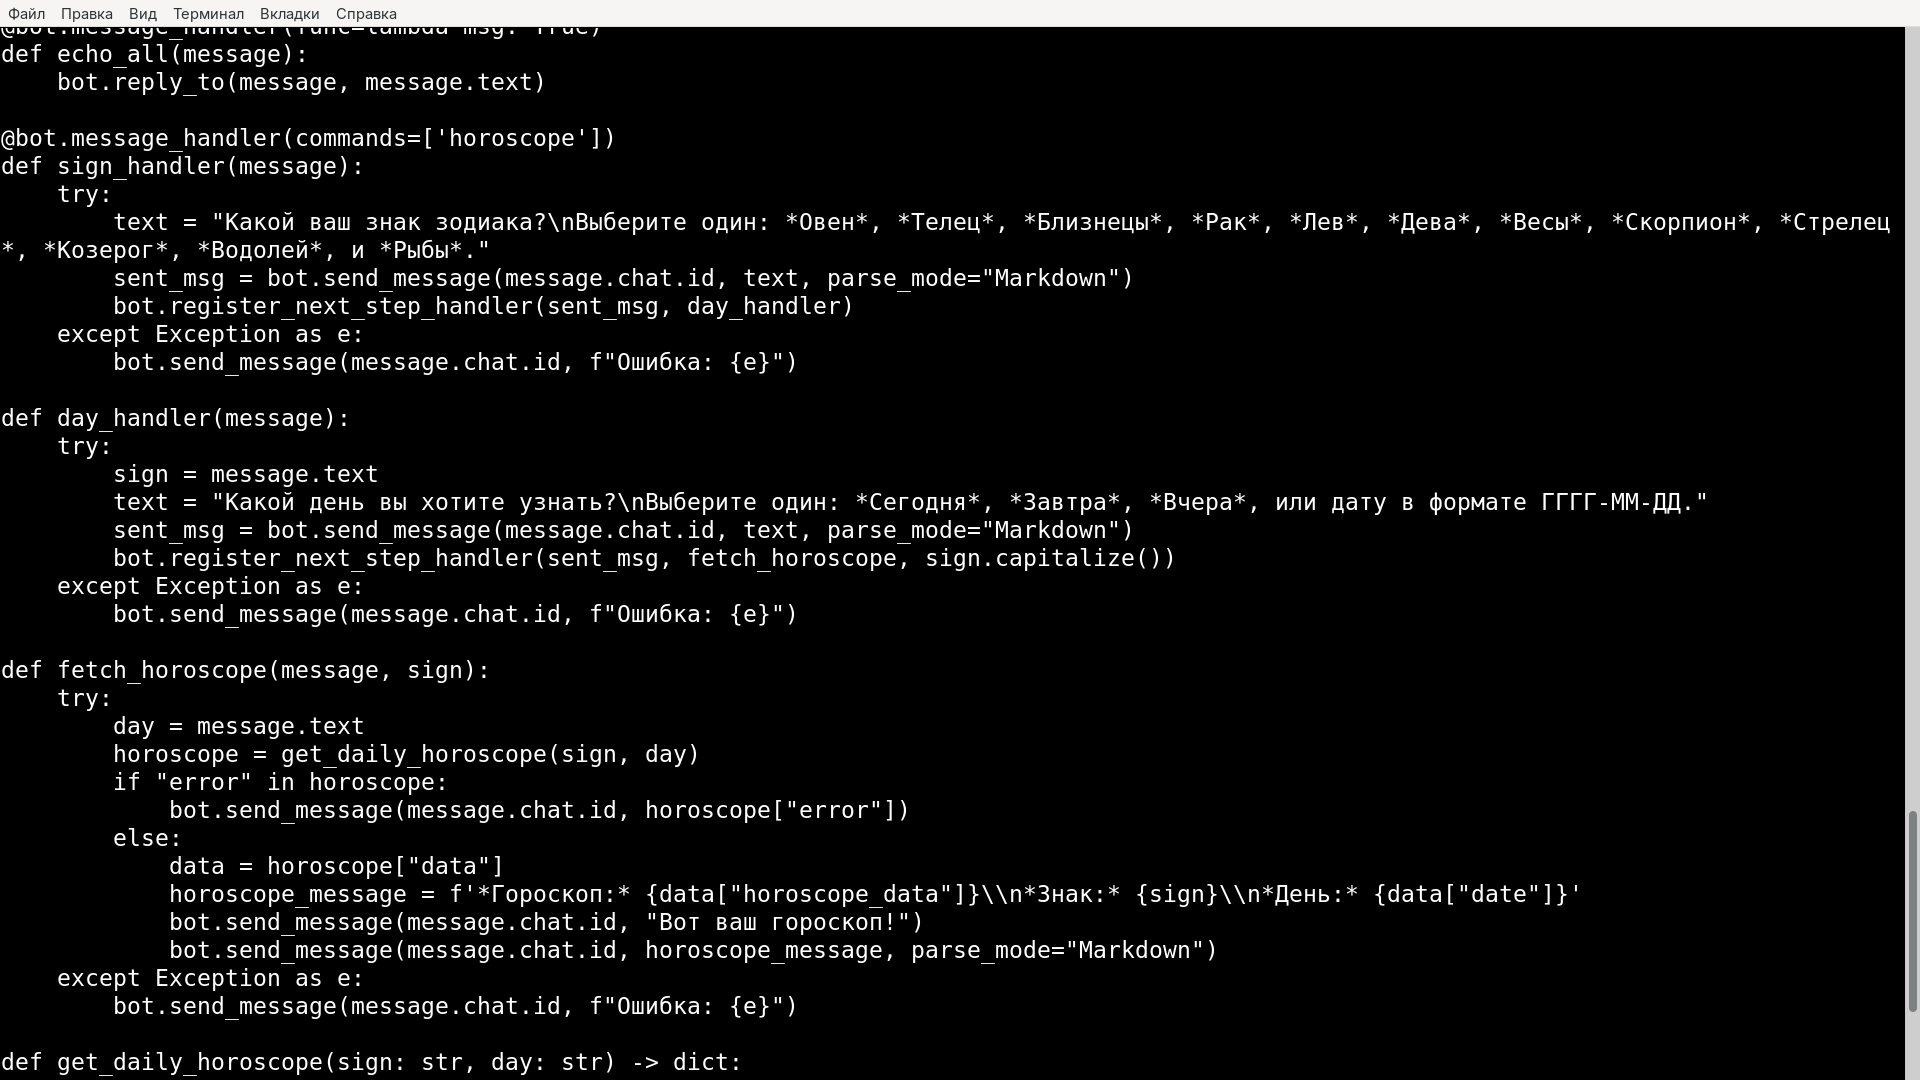 Файл Правка Вид Терминал Вкладки Справка
@bot.message_handler(func=lambda msg: True)
def echo_all(message):
    bot.reply_to(message, message.text)

@bot.message_handler(commands=['horoscope'])
def sign_handler(message):
    try:
        text = "Какой ваш знак зодиака?\nВыберите один: *Овен*, *Телец*, *Близнецы*, *Рак*, *Лев*, *Дева*, *Весы*, *Скорпион*, *Стрелец
*, *Козерог*, *Водолей*, и *Рыбы*."
        sent_msg = bot.send_message(message.chat.id, text, parse_mode="Markdown")
        bot.register_next_step_handler(sent_msg, day_handler)
    except Exception as e:
        bot.send_message(message.chat.id, f"Ошибка: {e}")

def day_handler(message):
    try:
        sign = message.text
        text = "Какой день вы хотите узнать?\nВыберите один: *Сегодня*, *Завтра*, *Вчера*, или дату в формате ГГГГ-ММ-ДД."
        sent_msg = bot.send_message(message.chat.id, text, parse_mode="Markdown")
        bot.register_next_step_handler(sent_msg, fetch_horoscope, sign.capitalize())
    except Exception as e:
        bot.send_message(message.chat.id, f"Ошибка: {e}")

def fetch_horoscope(message, sign):
    try:
        day = message.text
        horoscope = get_daily_horoscope(sign, day)
        if "error" in horoscope:
            bot.send_message(message.chat.id, horoscope["error"])
        else:
            data = horoscope["data"]
            horoscope_message = f'*Гороскоп:* {data["horoscope_data"]}\\n*Знак:* {sign}\\n*День:* {data["date"]}'
            bot.send_message(message.chat.id, "Вот ваш гороскоп!")
            bot.send_message(message.chat.id, horoscope_message, parse_mode="Markdown")
    except Exception as e:
        bot.send_message(message.chat.id, f"Ошибка: {e}")

def get_daily_horoscope(sign: str, day: str) -> dict: